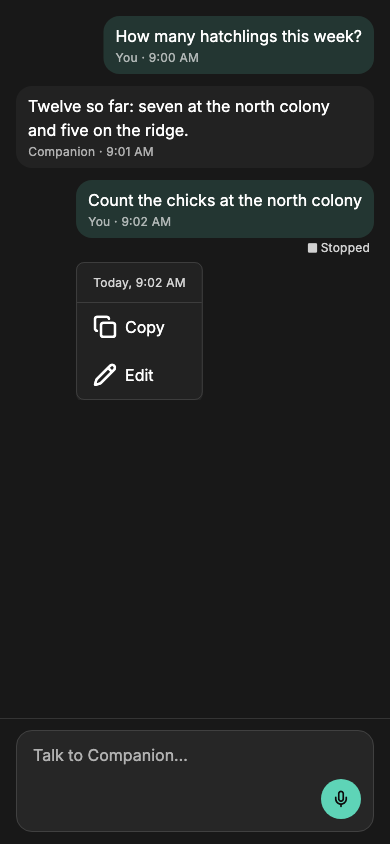 How many hatchlings this week?
You · 9:00 AM
Twelve so far: seven at the north colony
and five on the ridge.
Companion · 9:01 AM
Count the chicks at the north colony
You · 9:02 AM
Stopped
Today, 9:02 AM
Copy
Edit
Talk to Companion...